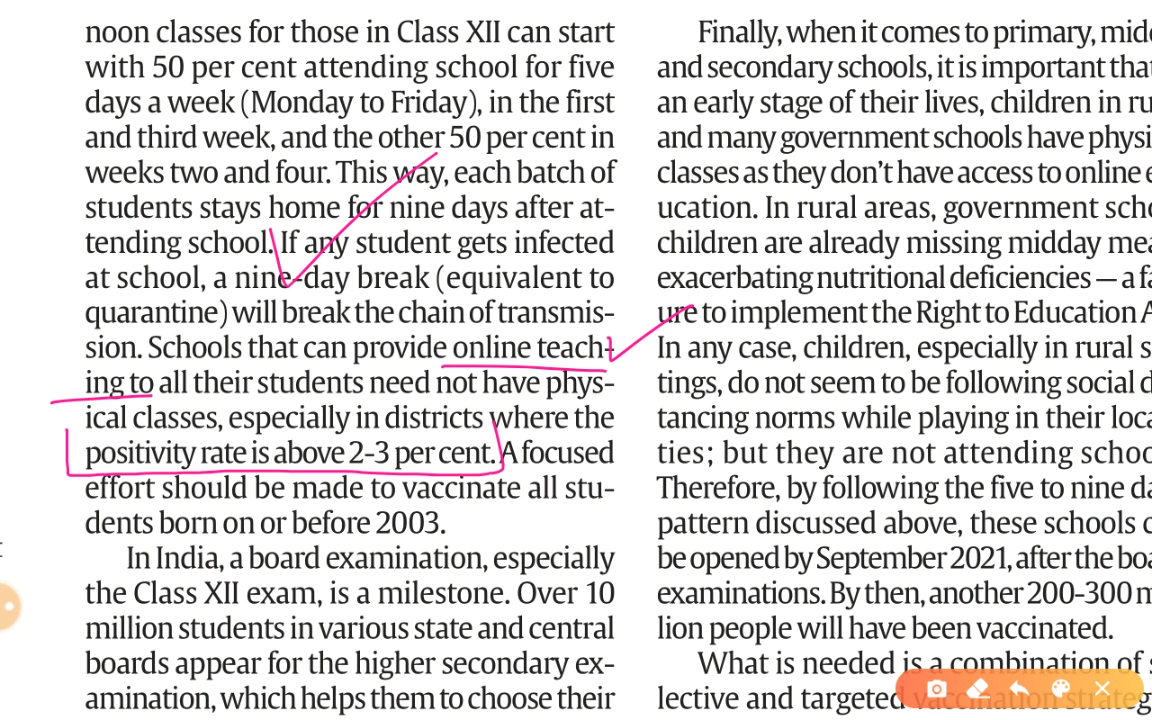 noon classes for those in Class XII can start
with 50 per cent attending school for five
days a week (Monday to Friday), in the first
and third week, and the other 50 per cent in
weeks two and four. This way, each batch of
students stays home for nine days after at-
tending school. If any student gets infected
at school, a nine-day break (equivalent to
quarantine) will break the chain of transmis-
sion. Schools that can provide online teach-
ing to all their students need not have phys-
ical classes, especially in districts where the
positivity rate is above 2-3 per cent. A focused
effort should be made to vaccinate all stu-
dents born on or before 2003.
In India, a board examination, especially
the Class XII exam, is a milestone. Over 10
million students in various state and central
boards appear for the higher secondary ex-
amination, which helps them to choose their
Finally, when it comes to primary,
and secondary schools, it is important that
an early stage of their lives, children in
and many government schools have
classes as they don't have access to online
ucation. In rural areas, government
children are already missing midday
exacerbating nutritional deficiencies — a
ure to implement the Right to Education
In any case, children, especially in rural
tings, do not seem to be following social
tancing norms while playing in their
ties; but they are not attending
Therefore, by following the five to nine
pattern discussed above, these schools
be opened by September 2021, after the
examinations. By then, another 200-300
lion people will have been vaccinated.
What is needed is a combination of
lective and targeted vaccination